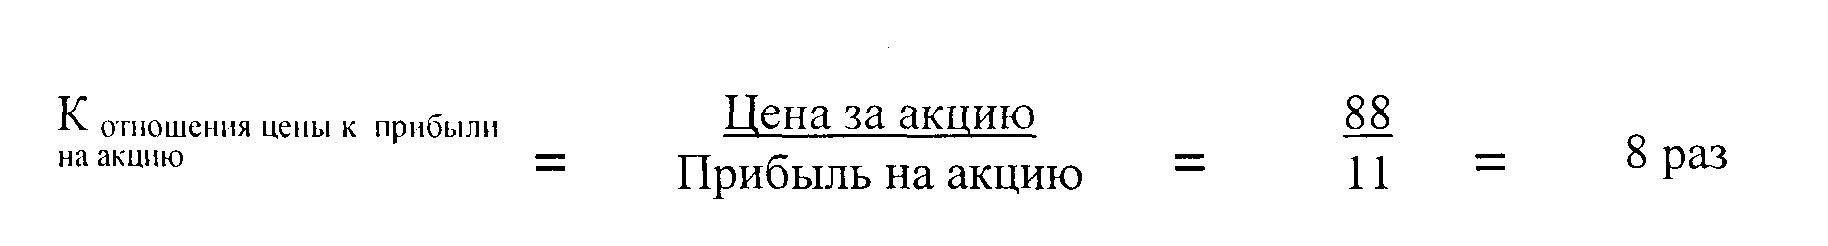 К отношения цены к прибыли на акцию = Цена за акцию / Прибыль на акцию = 88 / 11 = 8 раз